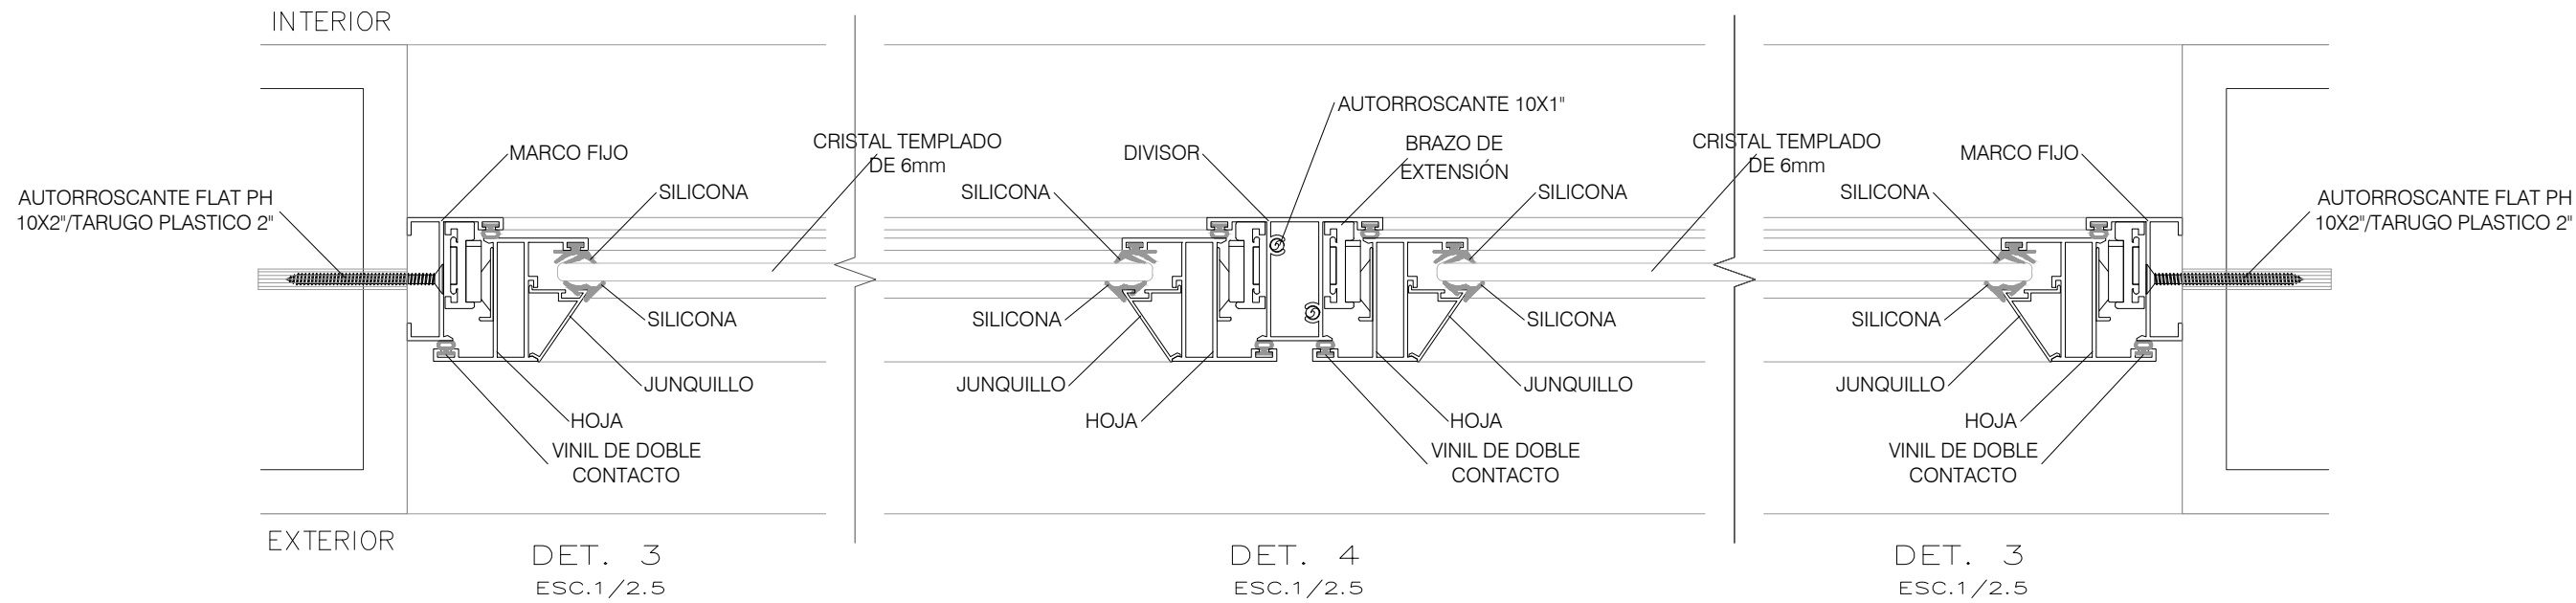 INTERIOR
AUTORROSCANTE 10X1"
CRISTAL TEMPLADO
DE 6mm
BRAZO DE
EXTENSIÓN
CRISTAL TEMPLADO
DE 6mm
MARCO FIJO
DIVISOR
MARCO FIJO
AUTORROSCANTE FLAT PH
10X2"/TARUGO PLASTICO 2"
SILICONA
SILICONA
SILICONA
SILICONA
AUTORROSCANTE FLAT PH
10X2"/TARUGO PLASTICO 2"
SILICONA
SILICONA
SILICONA
SILICONA
JUNQUILLO
JUNQUILLO
JUNQUILLO
JUNQUILLO
HOJA
HOJA
HOJA
HOJA
VINIL DE DOBLE
CONTACTO
VINIL DE DOBLE
CONTACTO
VINIL DE DOBLE
CONTACTO
EXTERIOR
DET. 3
ESC.1/2.5
DET. 4
ESC.1/2.5
DET. 3
ESC.1/2.5